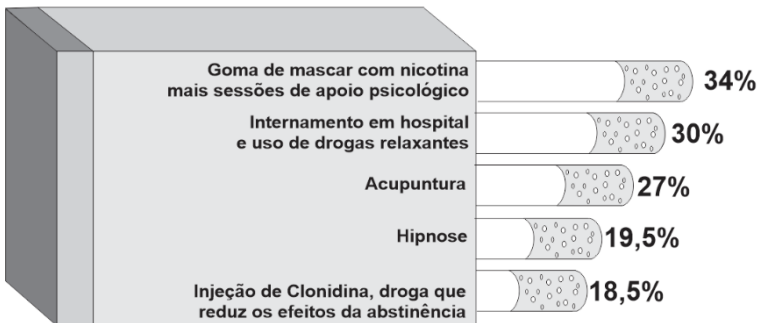 Goma de mascar com nicotina
mais sessões de apoio psicológico
34%
Internamento em hospital
e uso de drogas relaxantes
30%
Acupuntura
27%
Hipnose
19,5%
Injeção de Clonidina, droga que
reduz os efeitos da abstinência
18,5%